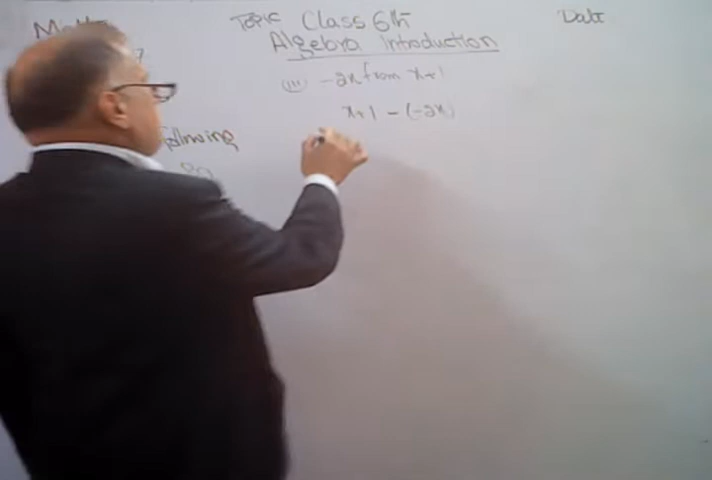 Topic Class 6th
Date
Algebra Introduction
(iii) -2x from x+1
x+1 - (-2x)
following